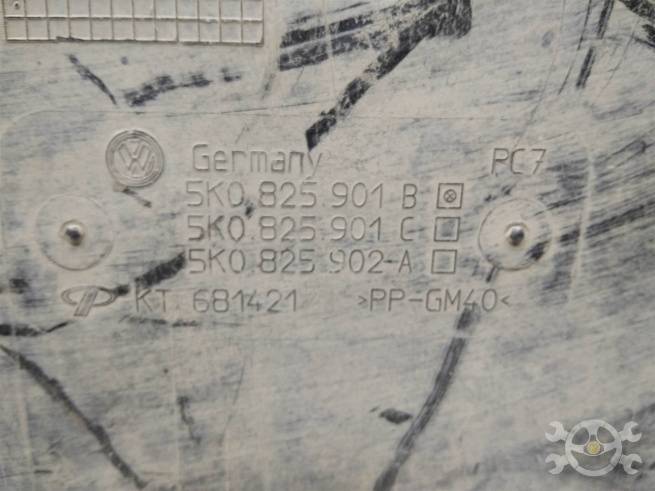 Germany PC7
5K0.825.901 B ☒
5K0.825.901 C ☐
5K0.825.902-A ☐
KT. 681421 >PP-GM40<